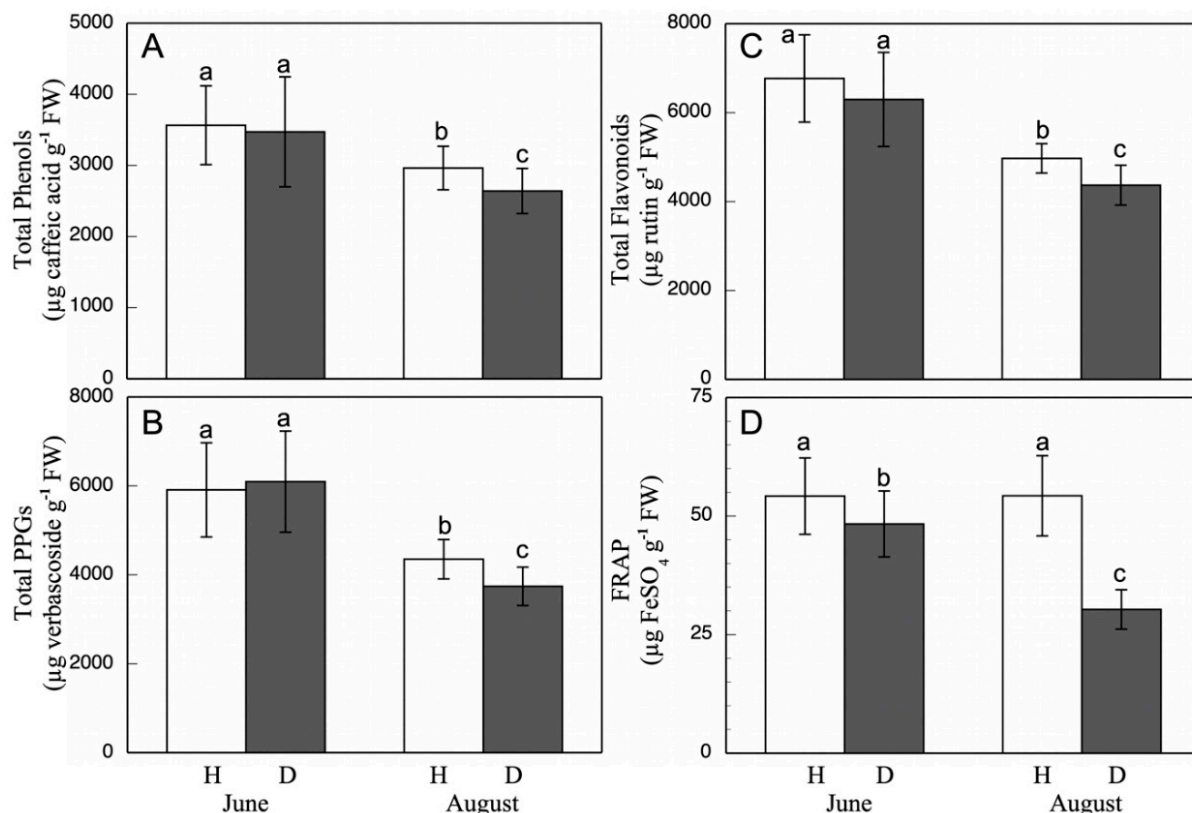 A
Total Phenols
(µg caffeic acid g-1 FW)
5000
4000
3000
2000
1000
0
a
a
b
c
C
Total Flavonoids
(µg rutin g-1 FW)
8000
6000
4000
2000
0
a
a
b
c
B
Total PPGs
(µg verbascoside g-1 FW)
8000
6000
4000
2000
0
a
a
b
c
H
D
H
D
June
August
D
FRAP
(µg FeSO4 g-1 FW)
75
50
25
0
a
b
a
c
H
D
H
D
June
August